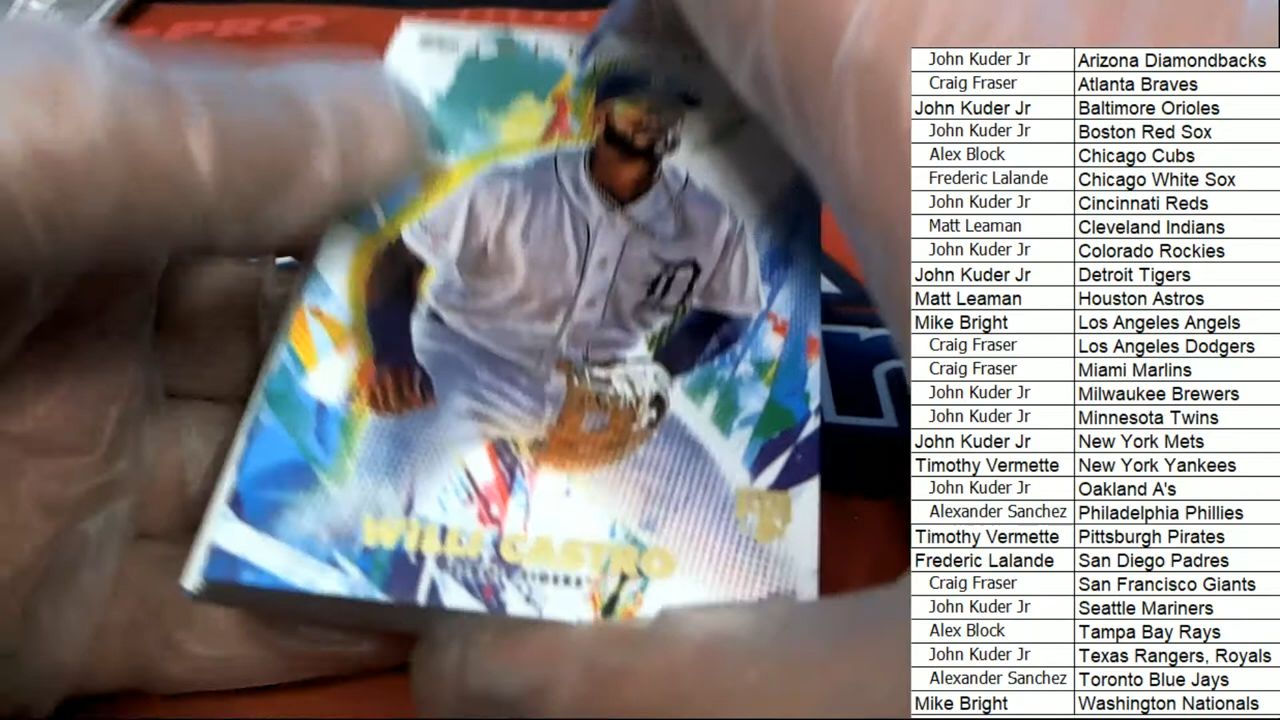 PRO
WILLI CASTRO
RC
John Kuder Jr Arizona Diamondbacks
Craig Fraser Atlanta Braves
John Kuder Jr Baltimore Orioles
John Kuder Jr Boston Red Sox
Alex Block Chicago Cubs
Frederic Lalande Chicago White Sox
John Kuder Jr Cincinnati Reds
Matt Leaman Cleveland Indians
John Kuder Jr Colorado Rockies
John Kuder Jr Detroit Tigers
Matt Leaman Houston Astros
Mike Bright Los Angeles Angels
Craig Fraser Los Angeles Dodgers
Craig Fraser Miami Marlins
John Kuder Jr Milwaukee Brewers
John Kuder Jr Minnesota Twins
John Kuder Jr New York Mets
Timothy Vermette New York Yankees
John Kuder Jr Oakland A's
Alexander Sanchez Philadelphia Phillies
Timothy Vermette Pittsburgh Pirates
Frederic Lalande San Diego Padres
Craig Fraser San Francisco Giants
John Kuder Jr Seattle Mariners
Alex Block Tampa Bay Rays
John Kuder Jr Texas Rangers, Royals
Alexander Sanchez Toronto Blue Jays
Mike Bright Washington Nationals